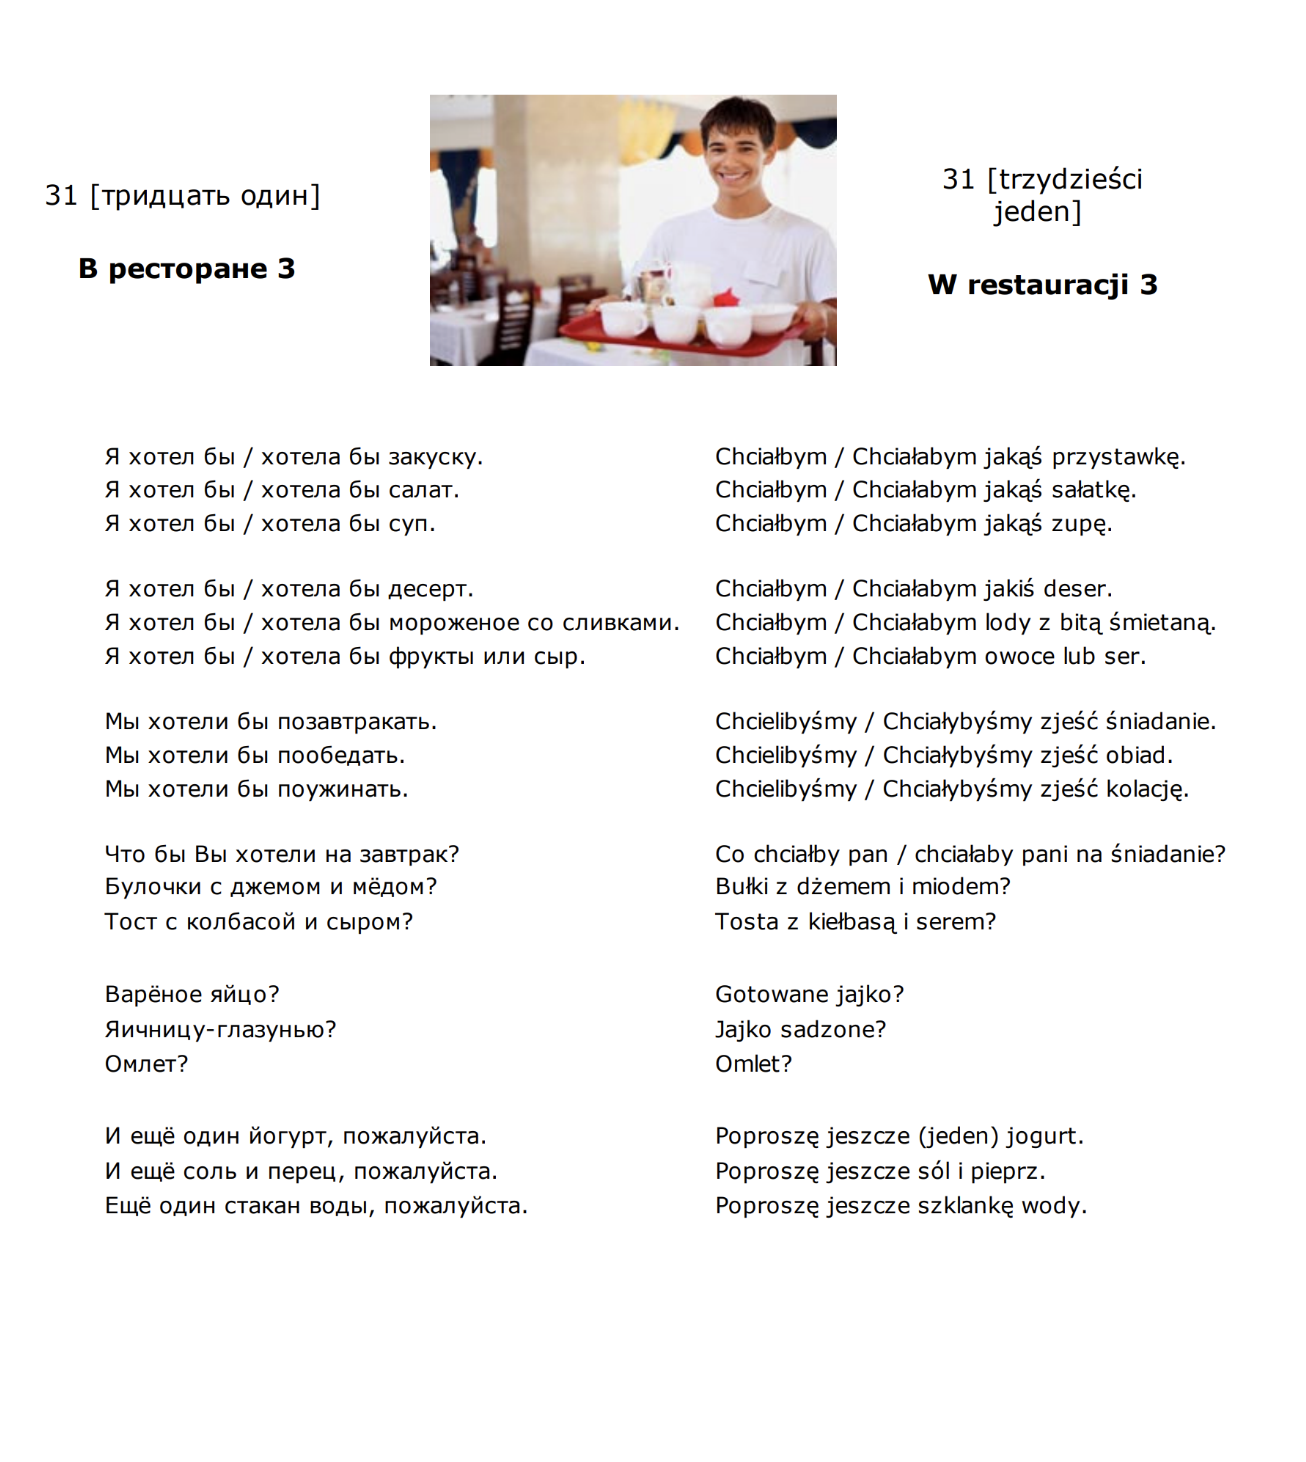 31 [тридцать один]
В ресторане 3
31 [trzydzieści
jeden]
W restauracji 3
Я хотел бы / хотела бы закуску.
Chciałbym / Chciałabym jakąś przystawkę.
Я хотел бы / хотела бы салат.
Chciałbym / Chciałabym jakąś sałatkę.
Я хотел бы / хотела бы суп.
Chciałbym / Chciałabym jakąś zupę.
Я хотел бы / хотела бы десерт.
Chciałbym / Chciałabym jakiś deser.
Я хотел бы / хотела бы мороженое со сливками.
Chciałbym / Chciałabym lody z bitą śmietaną.
Я хотел бы / хотела бы фрукты или сыр.
Chciałbym / Chciałabym owoce lub ser.
Мы хотели бы позавтракать.
Chcielibyśmy / Chciałybyśmy zjeść śniadanie.
Мы хотели бы пообедать.
Chcielibyśmy / Chciałybyśmy zjeść obiad.
Мы хотели бы поужинать.
Chcielibyśmy / Chciałybyśmy zjeść kolację.
Что бы Вы хотели на завтрак?
Co chciałby pan / chciałaby pani na śniadanie?
Булочки с джемом и мёдом?
Bułki z dżemem i miodem?
Тост с колбасой и сыром?
Tosta z kiełbasą i serem?
Варёное яйцо?
Gotowane jajko?
Яичницу-глазунью?
Jajko sadzone?
Омлет?
Omlet?
И ещё один йогурт, пожалуйста.
Poproszę jeszcze (jeden) jogurt.
И ещё соль и перец, пожалуйста.
Poproszę jeszcze sól i pieprz.
Ещё один стакан воды, пожалуйста.
Poproszę jeszcze szklankę wody.